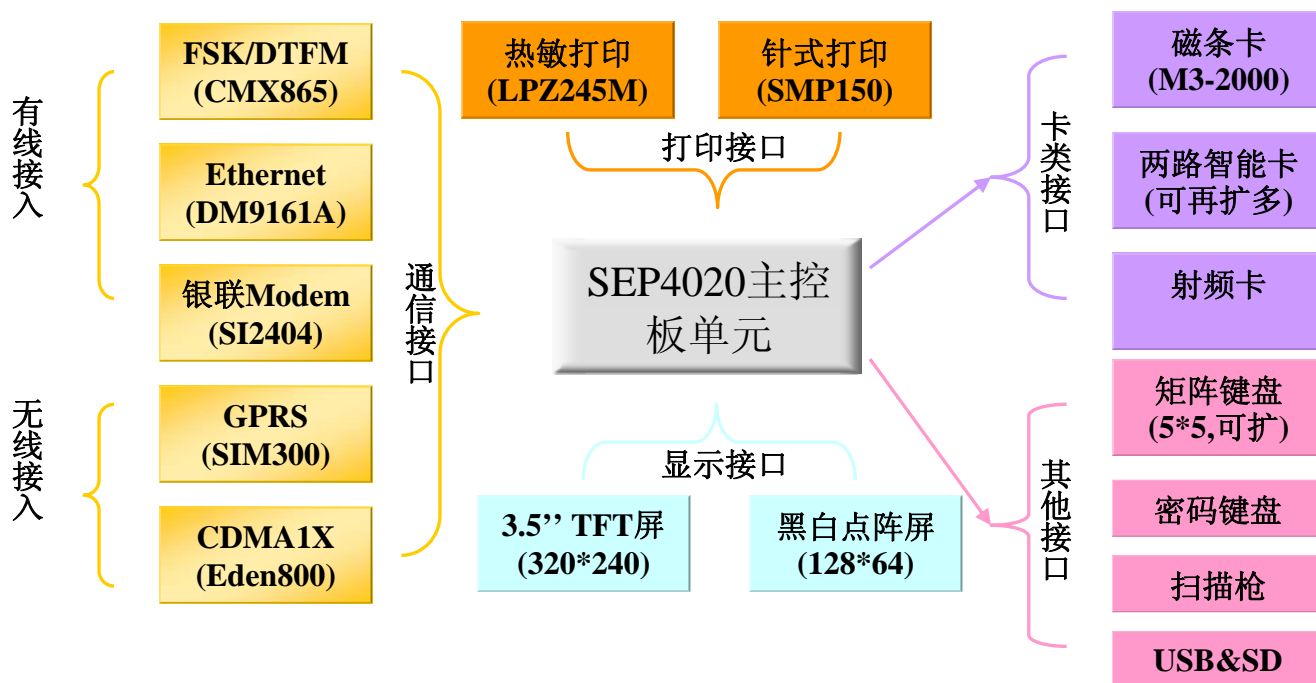 有线接入
FSK/DTFM
(CMX865)
Ethernet
(DM9161A)
银联Modem
(SI2404)
无线接入
GPRS
(SIM300)
CDMA1X
(Eden800)
通信接口
热敏打印
(LPZ245M)
针式打印
(SMP150)
打印接口
SEP4020主控
板单元
显示接口
3.5’’ TFT屏
(320*240)
黑白点阵屏
(128*64)
卡类接口
磁条卡
(M3-2000)
两路智能卡
(可再扩多)
射频卡
其他接口
矩阵键盘
(5*5,可扩)
密码键盘
扫描枪
USB&SD